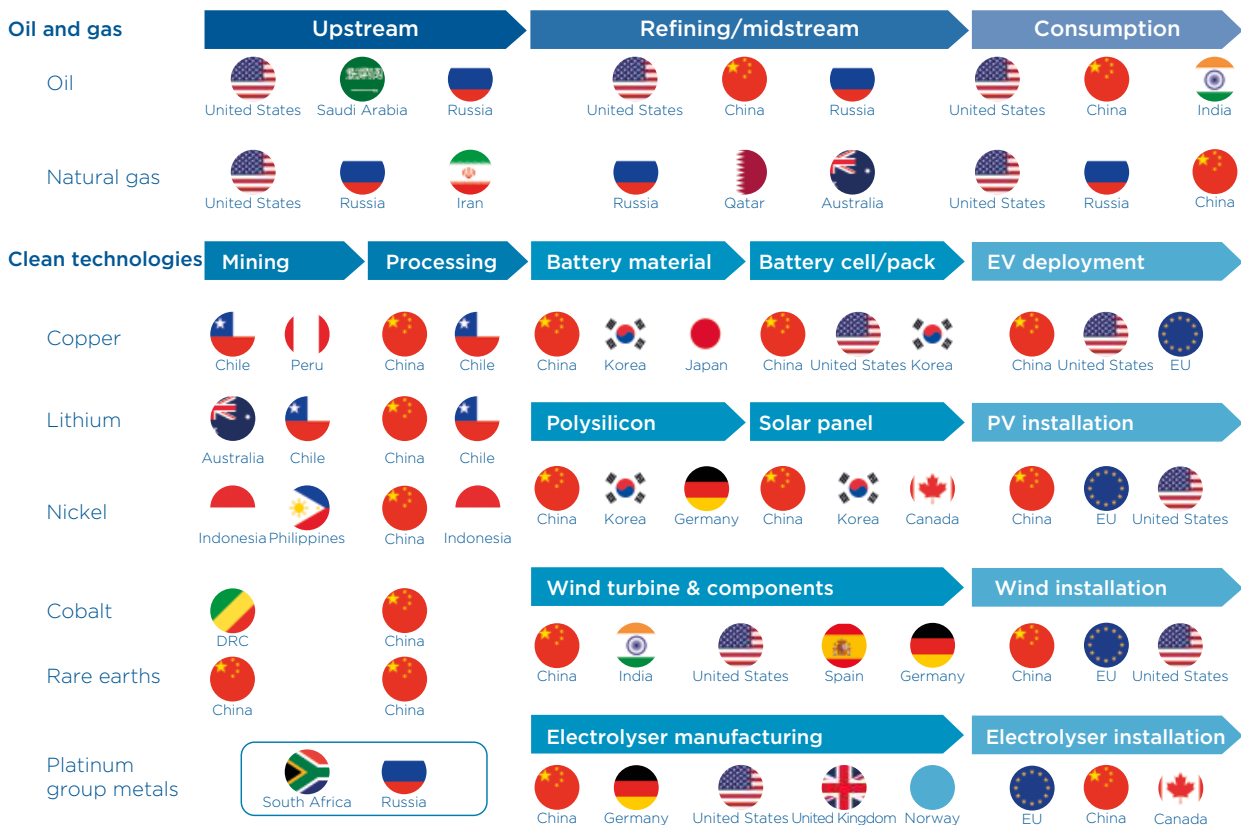 Oil and gas Upstream Refining/midstream Consumption
Oil
United States Saudi Arabia Russia United States China Russia United States China India
Natural gas
United States Russia Iran Russia Qatar Australia United States Russia China
Clean technologies Mining Processing Battery material Battery cell/pack EV deployment
Copper
Chile Peru China Chile China Korea Japan China United States Korea China United States EU
Lithium
Polysilicon Solar panel PV installation
Australia Chile China Chile
Nickel
China Korea Germany China Korea Canada China EU United States
Indonesia Philippines China Indonesia
Wind turbine & components Wind installation
Cobalt
DRC China
Rare earths
China India United States Spain Germany China EU United States
China China
Electrolyser manufacturing Electrolyser installation
Platinum
group metals
South Africa Russia
China Germany United States United Kingdom Norway EU China Canada